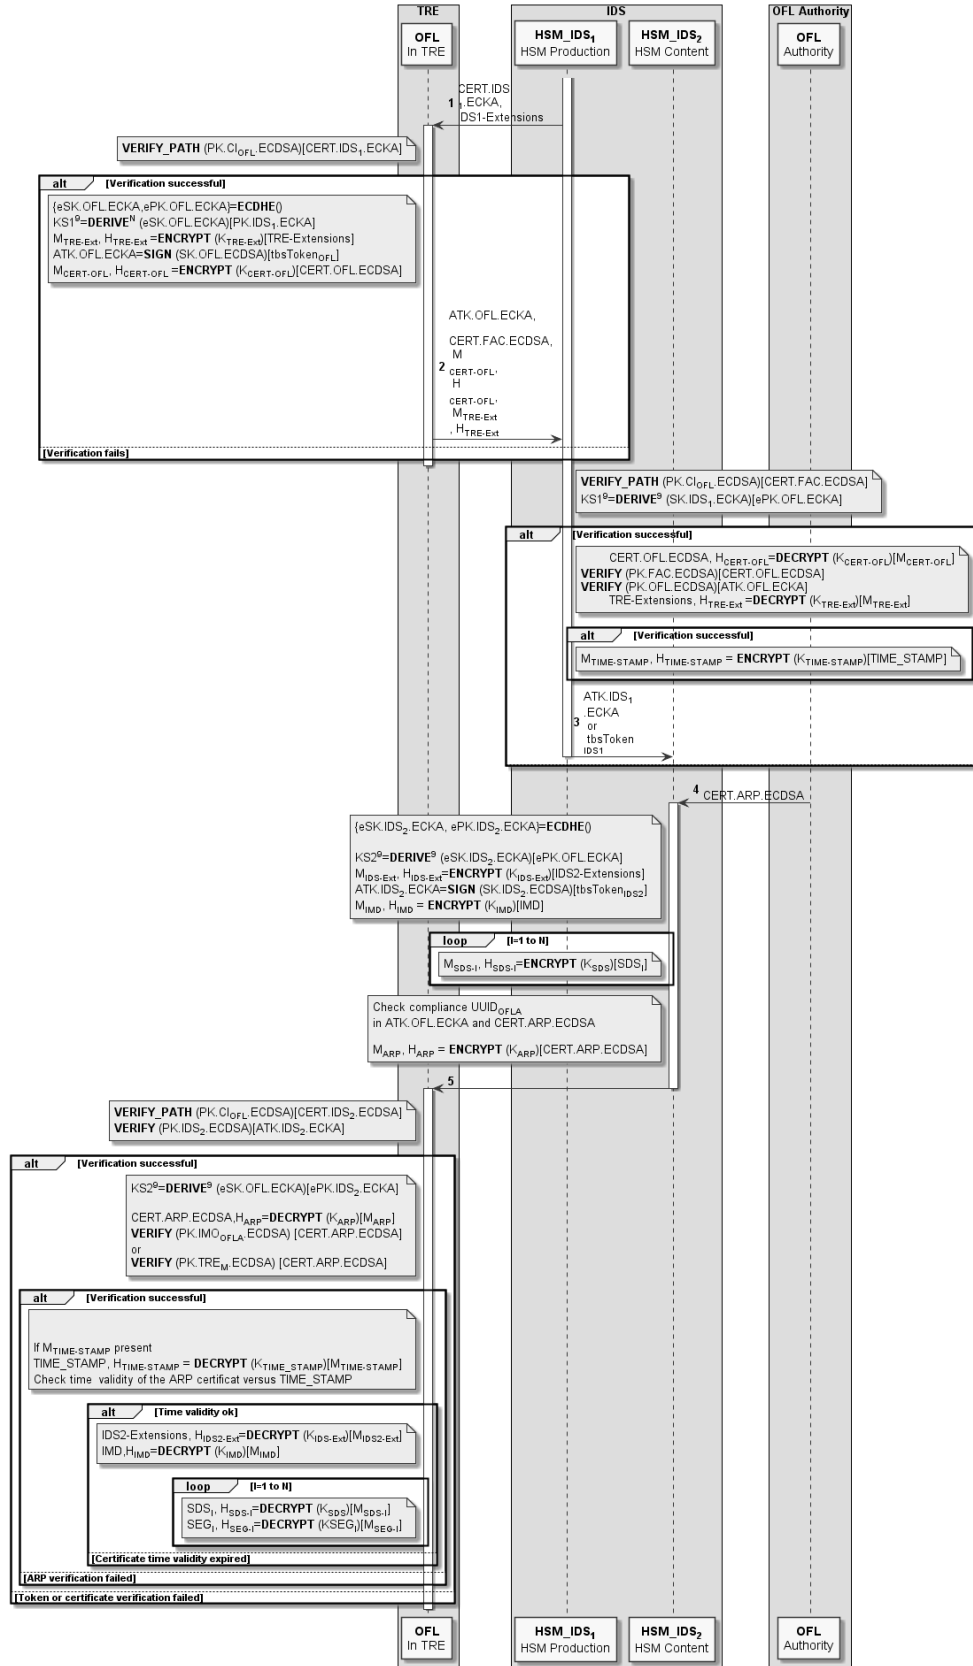 TRE
IDS
OFL Authority
OFL
In TRE
HSM_IDS1
HSM Production
HSM_IDS2
HSM Content
OFL
Authority
CERT.IDS
1
1.ECKA,
IDS1-Extensions
VERIFY_PATH (PK.CIOFL.ECDSA)[CERT.IDS1.ECKA]
alt [Verification successful]
{eSK.OFL.ECKA,ePK.OFL.ECKA}=ECDHE()
KS1⁹=DERIVEᴺ (eSK.OFL.ECKA)[PK.IDS1.ECKA]
MTRE-Ext, HTRE-Ext =ENCRYPT (KTRE-Ext)[TRE-Extensions]
ATK.OFL.ECKA=SIGN (SK.OFL.ECDSA)[tbsTokenOFL]
MCERT-OFL, HCERT-OFL =ENCRYPT (KCERT-OFL)[CERT.OFL.ECDSA]
ATK.OFL.ECKA,
CERT.FAC.ECDSA,
M
2
CERT-OFL,
H
CERT-OFL,
MTRE-Ext
, HTRE-Ext
[Verification fails]
VERIFY_PATH (PK.CIOFL.ECDSA)[CERT.FAC.ECDSA]
KS1⁹=DERIVE⁹ (SK.IDS1.ECKA)[ePK.OFL.ECKA]
alt [Verification successful]
CERT.OFL.ECDSA, HCERT-OFL=DECRYPT (KCERT-OFL)[MCERT-OFL]
VERIFY (PK.FAC.ECDSA)[CERT.OFL.ECDSA]
VERIFY (PK.OFL.ECDSA)[ATK.OFL.ECKA]
TRE-Extensions, HTRE-Ext =DECRYPT (KTRE-Ext)[MTRE-Ext]
alt [Verification successful]
MTIME-STAMP, HTIME-STAMP = ENCRYPT (KTIME-STAMP)[TIME_STAMP]
ATK.IDS1
.ECKA
3
or
tbsToken
IDS1
4
CERT.ARP.ECDSA
{eSK.IDS2.ECKA, ePK.IDS2.ECKA}=ECDHE()
KS2⁹=DERIVE⁹ (eSK.IDS2.ECKA)[ePK.OFL.ECKA]
MIDS-Ext, HIDS-Ext=ENCRYPT (KIDS-Ext)[IDS2-Extensions]
ATK.IDS2.ECKA=SIGN (SK.IDS2.ECDSA)[tbsTokenIDS2]
MIMD, HIMD = ENCRYPT (KIMD)[IMD]
loop [I=1 to N]
MSDS-I, HSDS-I=ENCRYPT (KSDS)[SDSI]
Check compliance UUIDOFLA
in ATK.OFL.ECKA and CERT.ARP.ECDSA
MARP, HARP = ENCRYPT (KARP)[CERT.ARP.ECDSA]
5
VERIFY_PATH (PK.CIOFL.ECDSA)[CERT.IDS2.ECDSA]
VERIFY (PK.IDS2.ECDSA)[ATK.IDS2.ECKA]
alt [Verification successful]
KS2⁹=DERIVE⁹ (eSK.OFL.ECKA)[ePK.IDS2.ECKA]
CERT.ARP.ECDSA,HARP=DECRYPT (KARP)[MARP]
VERIFY (PK.IMOOFLA.ECDSA) [CERT.ARP.ECDSA]
or
VERIFY (PK.TREM.ECDSA) [CERT.ARP.ECDSA]
alt [Verification successful]
If MTIME-STAMP present
TIME_STAMP, HTIME-STAMP = DECRYPT (KTIME_STAMP)[MTIME-STAMP]
Check time validity of the ARP certificat versus TIME_STAMP
alt [Time validity ok]
IDS2-Extensions, HIDS2-Ext=DECRYPT (KIDS-Ext)[MIDS2-Ext]
IMD,HIMD=DECRYPT (KIMD)[MIMD]
loop [I=1 to N]
SDSI, HSDS-I=DECRYPT (KSDS)[MSDS-I]
SEGI, HSEG-I=DECRYPT (KSEGI)[MSEG-I]
[Certificate time validity expired]
[ARP verification failed]
[Token or certificate verification failed]
OFL
In TRE
HSM_IDS1
HSM Production
HSM_IDS2
HSM Content
OFL
Authority